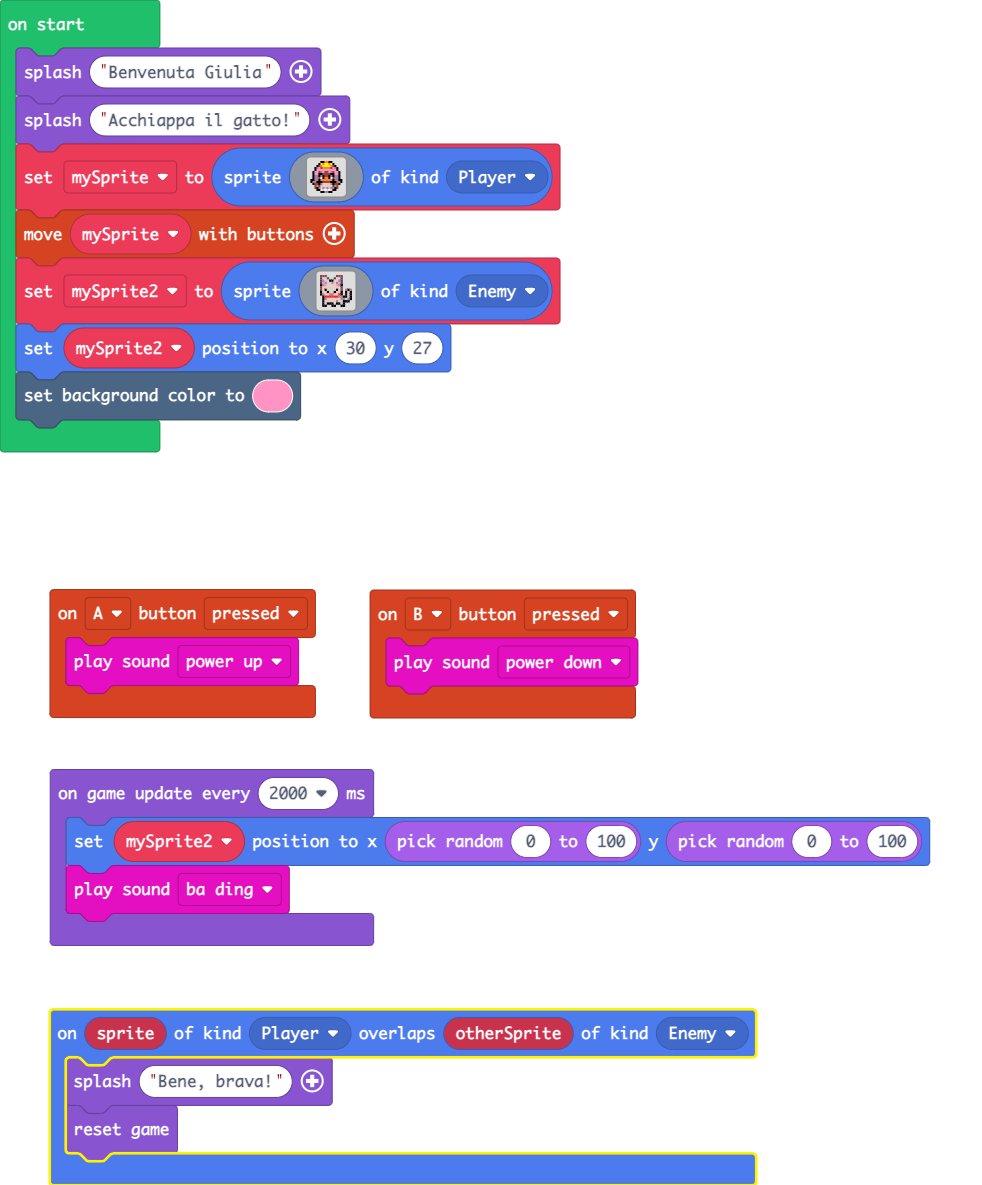 on start
splash "Benvenuta Giulia"
splash "Acchiappa il gatto!"
set mySprite to sprite of kind Player
move mySprite with buttons
set mySprite2 to sprite of kind Enemy
set mySprite2 position to x 30 y 27
set background color to
on A button pressed
play sound power up
on B button pressed
play sound power down
on game update every 2000 ms
set mySprite2 position to x pick random 0 to 100 y pick random 0 to 100
play sound ba ding
on sprite of kind Player overlaps otherSprite of kind Enemy
splash "Bene, brava!"
reset game